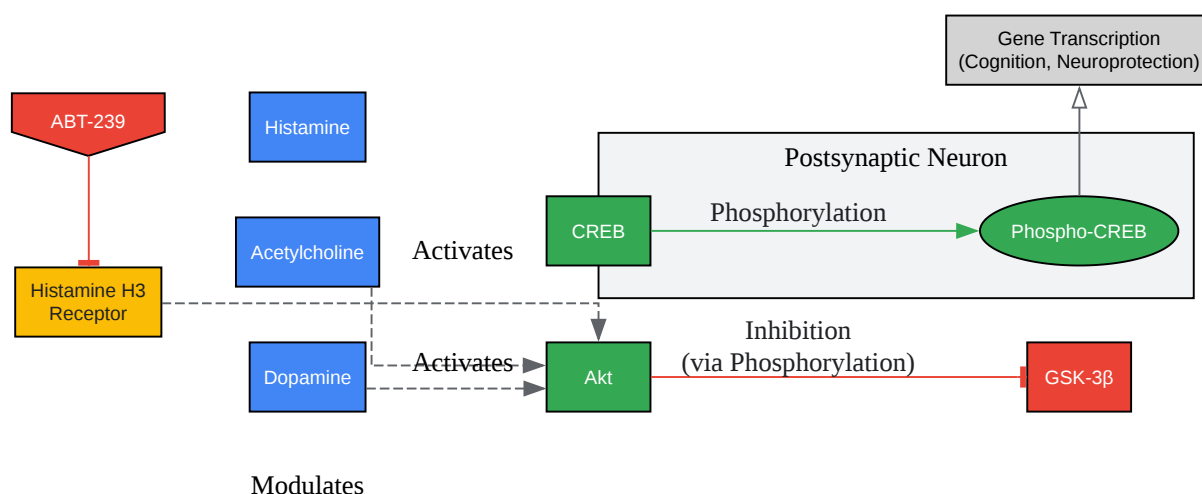 Gene Transcription
(Cognition, Neuroprotection)
ABT-239
Histamine
Postsynaptic Neuron
Acetylcholine
Activates
CREB
Phosphorylation
Phospho-CREB
Histamine H3
Receptor
Dopamine
Activates
Akt
Inhibition
(via Phosphorylation)
GSK-3β
Modulates